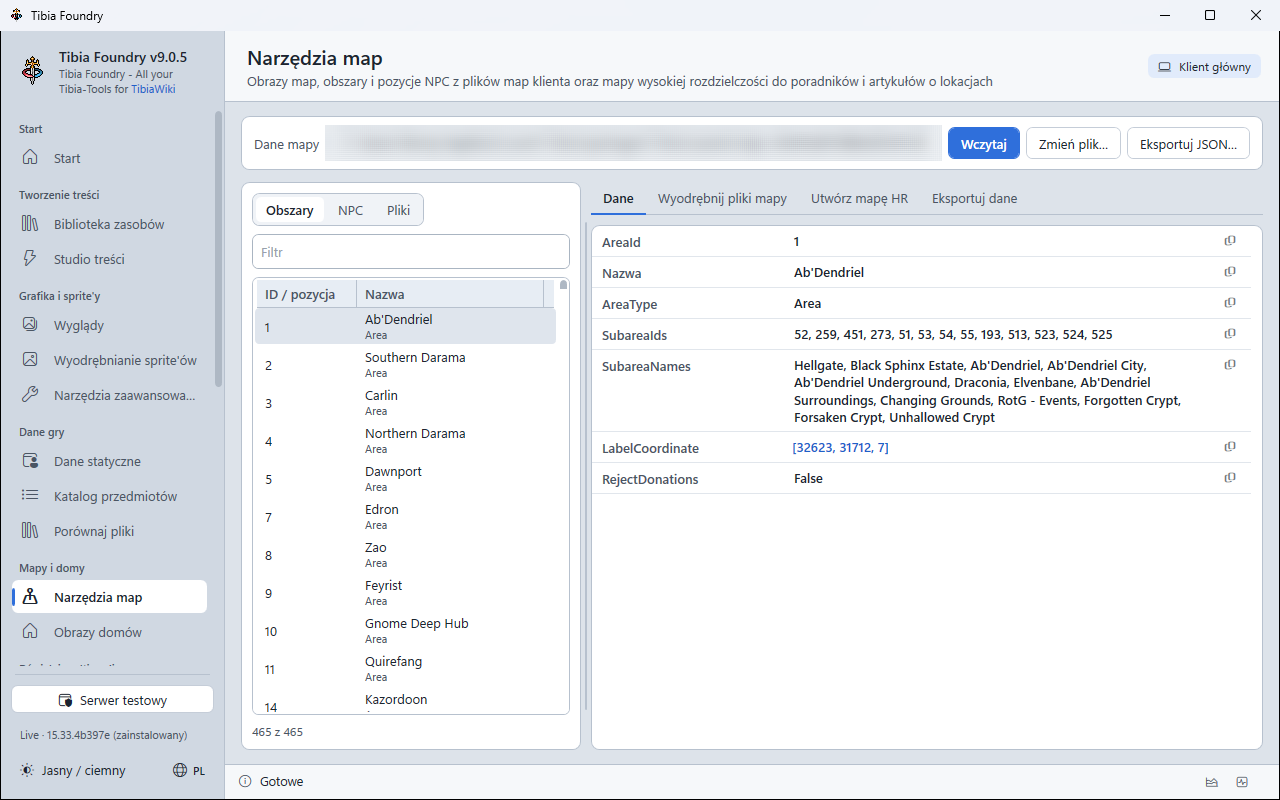 Tibia Foundry
Tibia Foundry v9.0.5
Tibia Foundry - All your
Tibia-Tools for TibiaWiki
Start
Start
Tworzenie treści
Biblioteka zasobów
Studio treści
Grafika i sprite'y
Wyglądy
Wyodrębnianie sprite'ów
Narzędzia zaawansowa...
Dane gry
Dane statyczne
Katalog przedmiotów
Porównaj pliki
Mapy i domy
Narzędzia map
Obrazy domów
Serwer testowy
Live · 15.33.4b397e (zainstalowany)
Jasny / ciemny
PL
Narzędzia map
Obrazy map, obszary i pozycje NPC z plików map klienta oraz mapy wysokiej rozdzielczości do poradników i artykułów o lokacjach
Klient główny
Dane mapy
Wczytaj
Zmień plik...
Eksportuj JSON...
Obszary
NPC
Pliki
Filtr
ID / pozycja
Nazwa
1
Ab'Dendriel
Area
2
Southern Darama
Area
3
Carlin
Area
4
Northern Darama
Area
5
Dawnport
Area
7
Edron
Area
8
Zao
Area
9
Feyrist
Area
10
Gnome Deep Hub
Area
11
Quirefang
Area
14
Kazordoon
465 z 465
Dane
Wyodrębnij pliki mapy
Utwórz mapę HR
Eksportuj dane
AreaId
1
Nazwa
Ab'Dendriel
AreaType
Area
SubareaIds
52, 259, 451, 273, 51, 53, 54, 55, 193, 513, 523, 524, 525
SubareaNames
Hellgate, Black Sphinx Estate, Ab'Dendriel, Ab'Dendriel City,
Ab'Dendriel Underground, Draconia, Elvenbane, Ab'Dendriel
Surroundings, Changing Grounds, RotG - Events, Forgotten Crypt,
Forsaken Crypt, Unhallowed Crypt
LabelCoordinate
[32623, 31712, 7]
RejectDonations
False
Gotowe